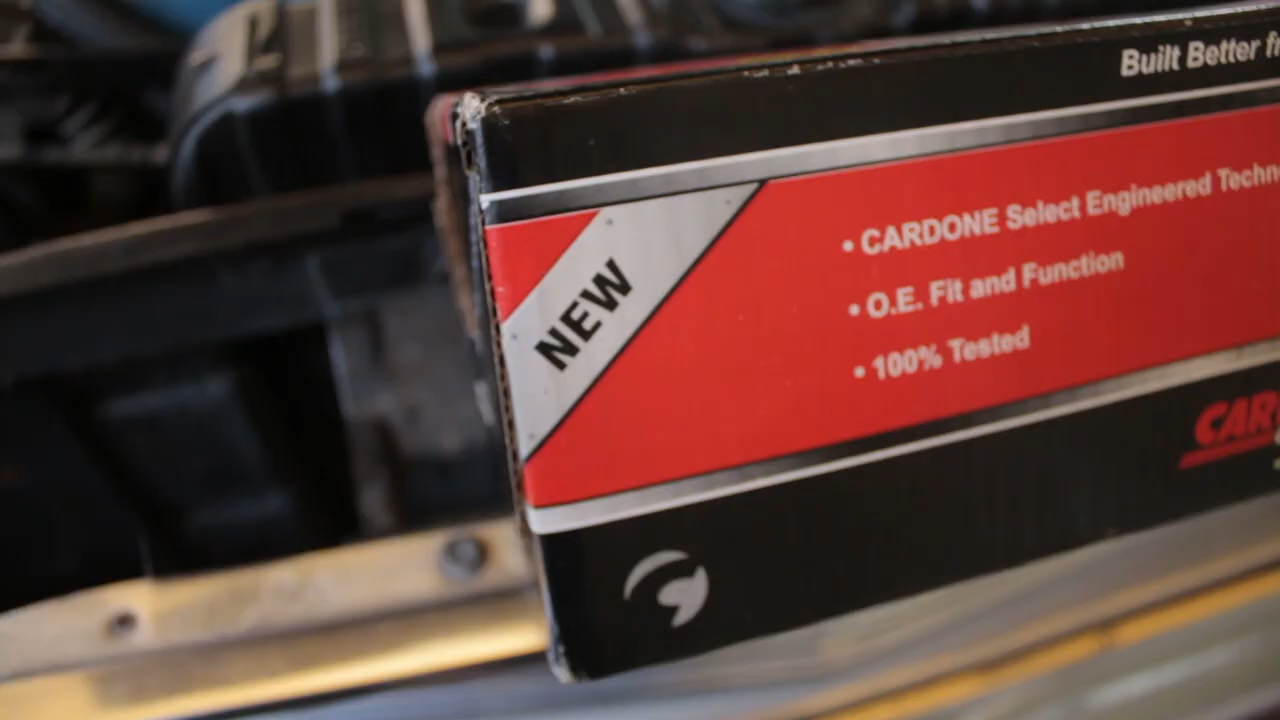 Built Better
NEW
• CARDONE Select Engineered
• O.E. Fit and Function
• 100% Tested